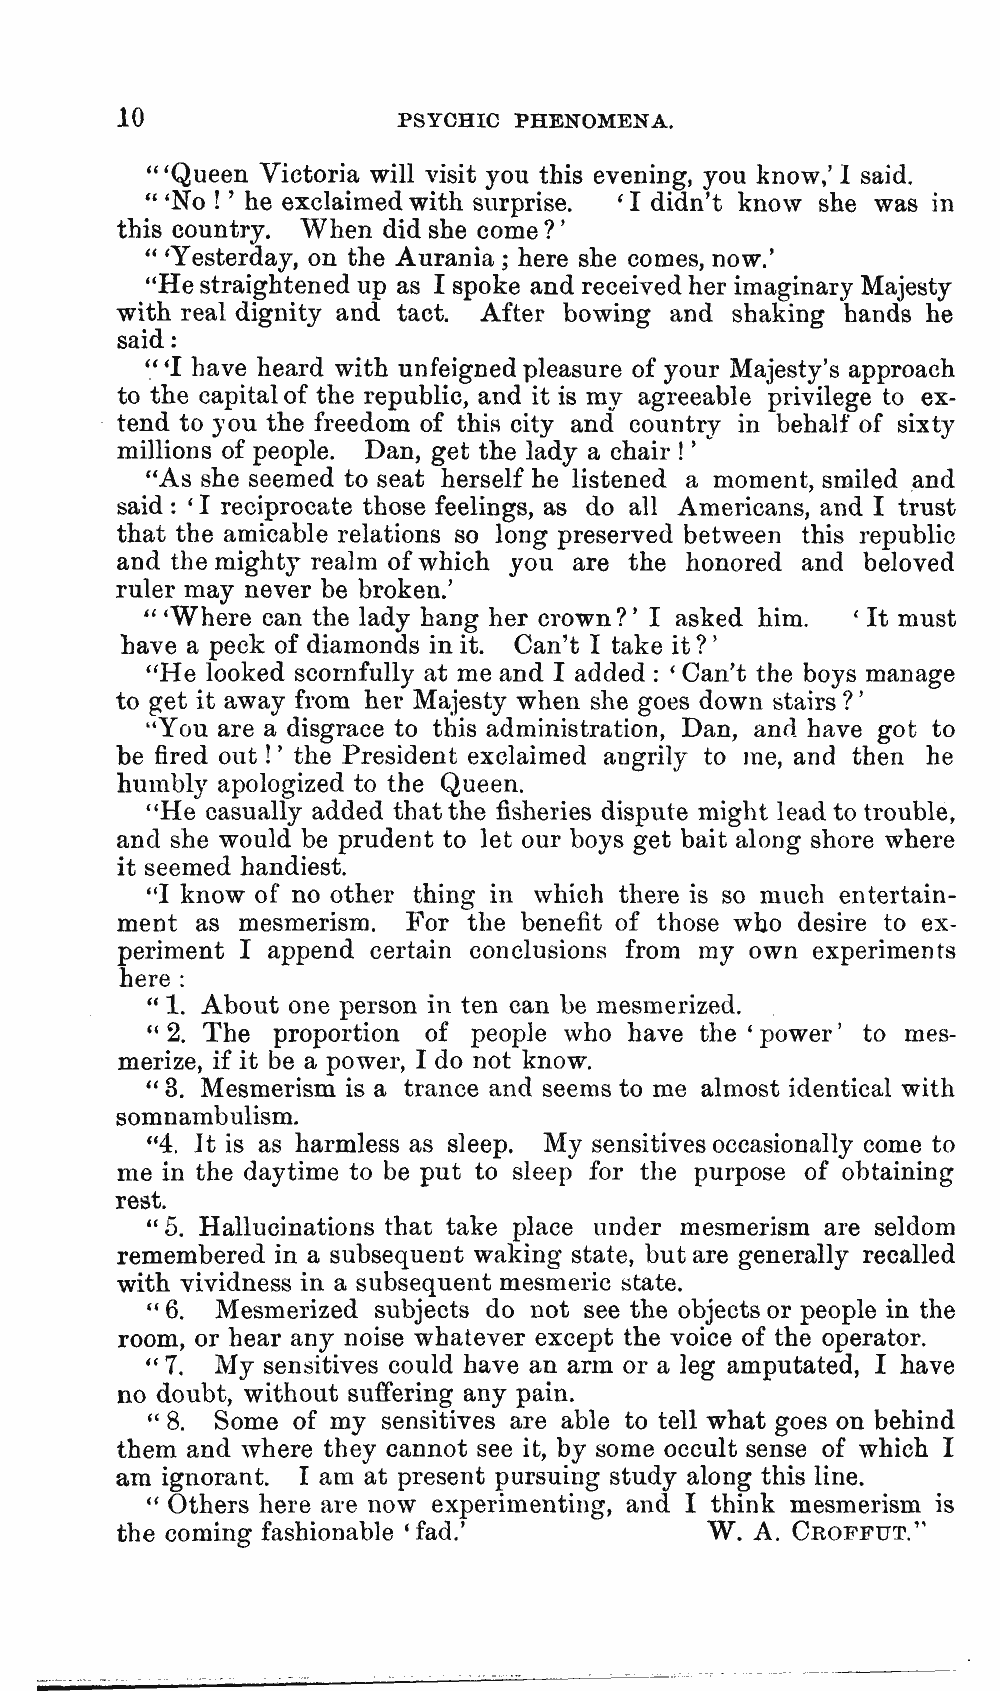 10 PSYCHIC PHENOMENA.
“‘Queen Victoria will visit you this evening, you know,’ I said.
“‘No!’ he exclaimed with surprise. ‘I didn’t know she was in
this country. When did she come?’
“‘Yesterday, on the Aurania; here she comes, now.’
“He straightened up as I spoke and received her imaginary Majesty
with real dignity and tact. After bowing and shaking hands he
said:
“‘I have heard with unfeigned pleasure of your Majesty’s approach
to the capital of the republic, and it is my agreeable privilege to ex-
tend to you the freedom of this city and country in behalf of sixty
millions of people. Dan, get the lady a chair!’
“As she seemed to seat herself he listened a moment, smiled and
said: ‘I reciprocate those feelings, as do all Americans, and I trust
that the amicable relations so long preserved between this republic
and the mighty realm of which you are the honored and beloved
ruler may never be broken.’
“‘Where can the lady hang her crown?’ I asked him. ‘It must
have a peck of diamonds in it. Can’t I take it?’
“He looked scornfully at me and I added: ‘Can’t the boys manage
to get it away from her Majesty when she goes down stairs?’
“You are a disgrace to this administration, Dan, and have got to
be fired out!’ the President exclaimed angrily to me, and then he
humbly apologized to the Queen.
“He casually added that the fisheries dispute might lead to trouble,
and she would be prudent to let our boys get bait along shore where
it seemed handiest.
“I know of no other thing in which there is so much entertain-
ment as mesmerism. For the benefit of those who desire to ex-
periment I append certain conclusions from my own experiments
here:
“1. About one person in ten can be mesmerized.
“2. The proportion of people who have the ‘power’ to mes-
merize, if it be a power, I do not know.
“3. Mesmerism is a trance and seems to me almost identical with
somnambulism.
“4. It is as harmless as sleep. My sensitives occasionally come to
me in the daytime to be put to sleep for the purpose of obtaining
rest.
“5. Hallucinations that take place under mesmerism are seldom
remembered in a subsequent waking state, but are generally recalled
with vividness in a subsequent mesmeric state.
“6. Mesmerized subjects do not see the objects or people in the
room, or hear any noise whatever except the voice of the operator.
“7. My sensitives could have an arm or a leg amputated, I have
no doubt, without suffering any pain.
“8. Some of my sensitives are able to tell what goes on behind
them and where they cannot see it, by some occult sense of which I
am ignorant. I am at present pursuing study along this line.
“Others here are now experimenting, and I think mesmerism is
the coming fashionable ‘fad.’ W. A. CROFFUT.”